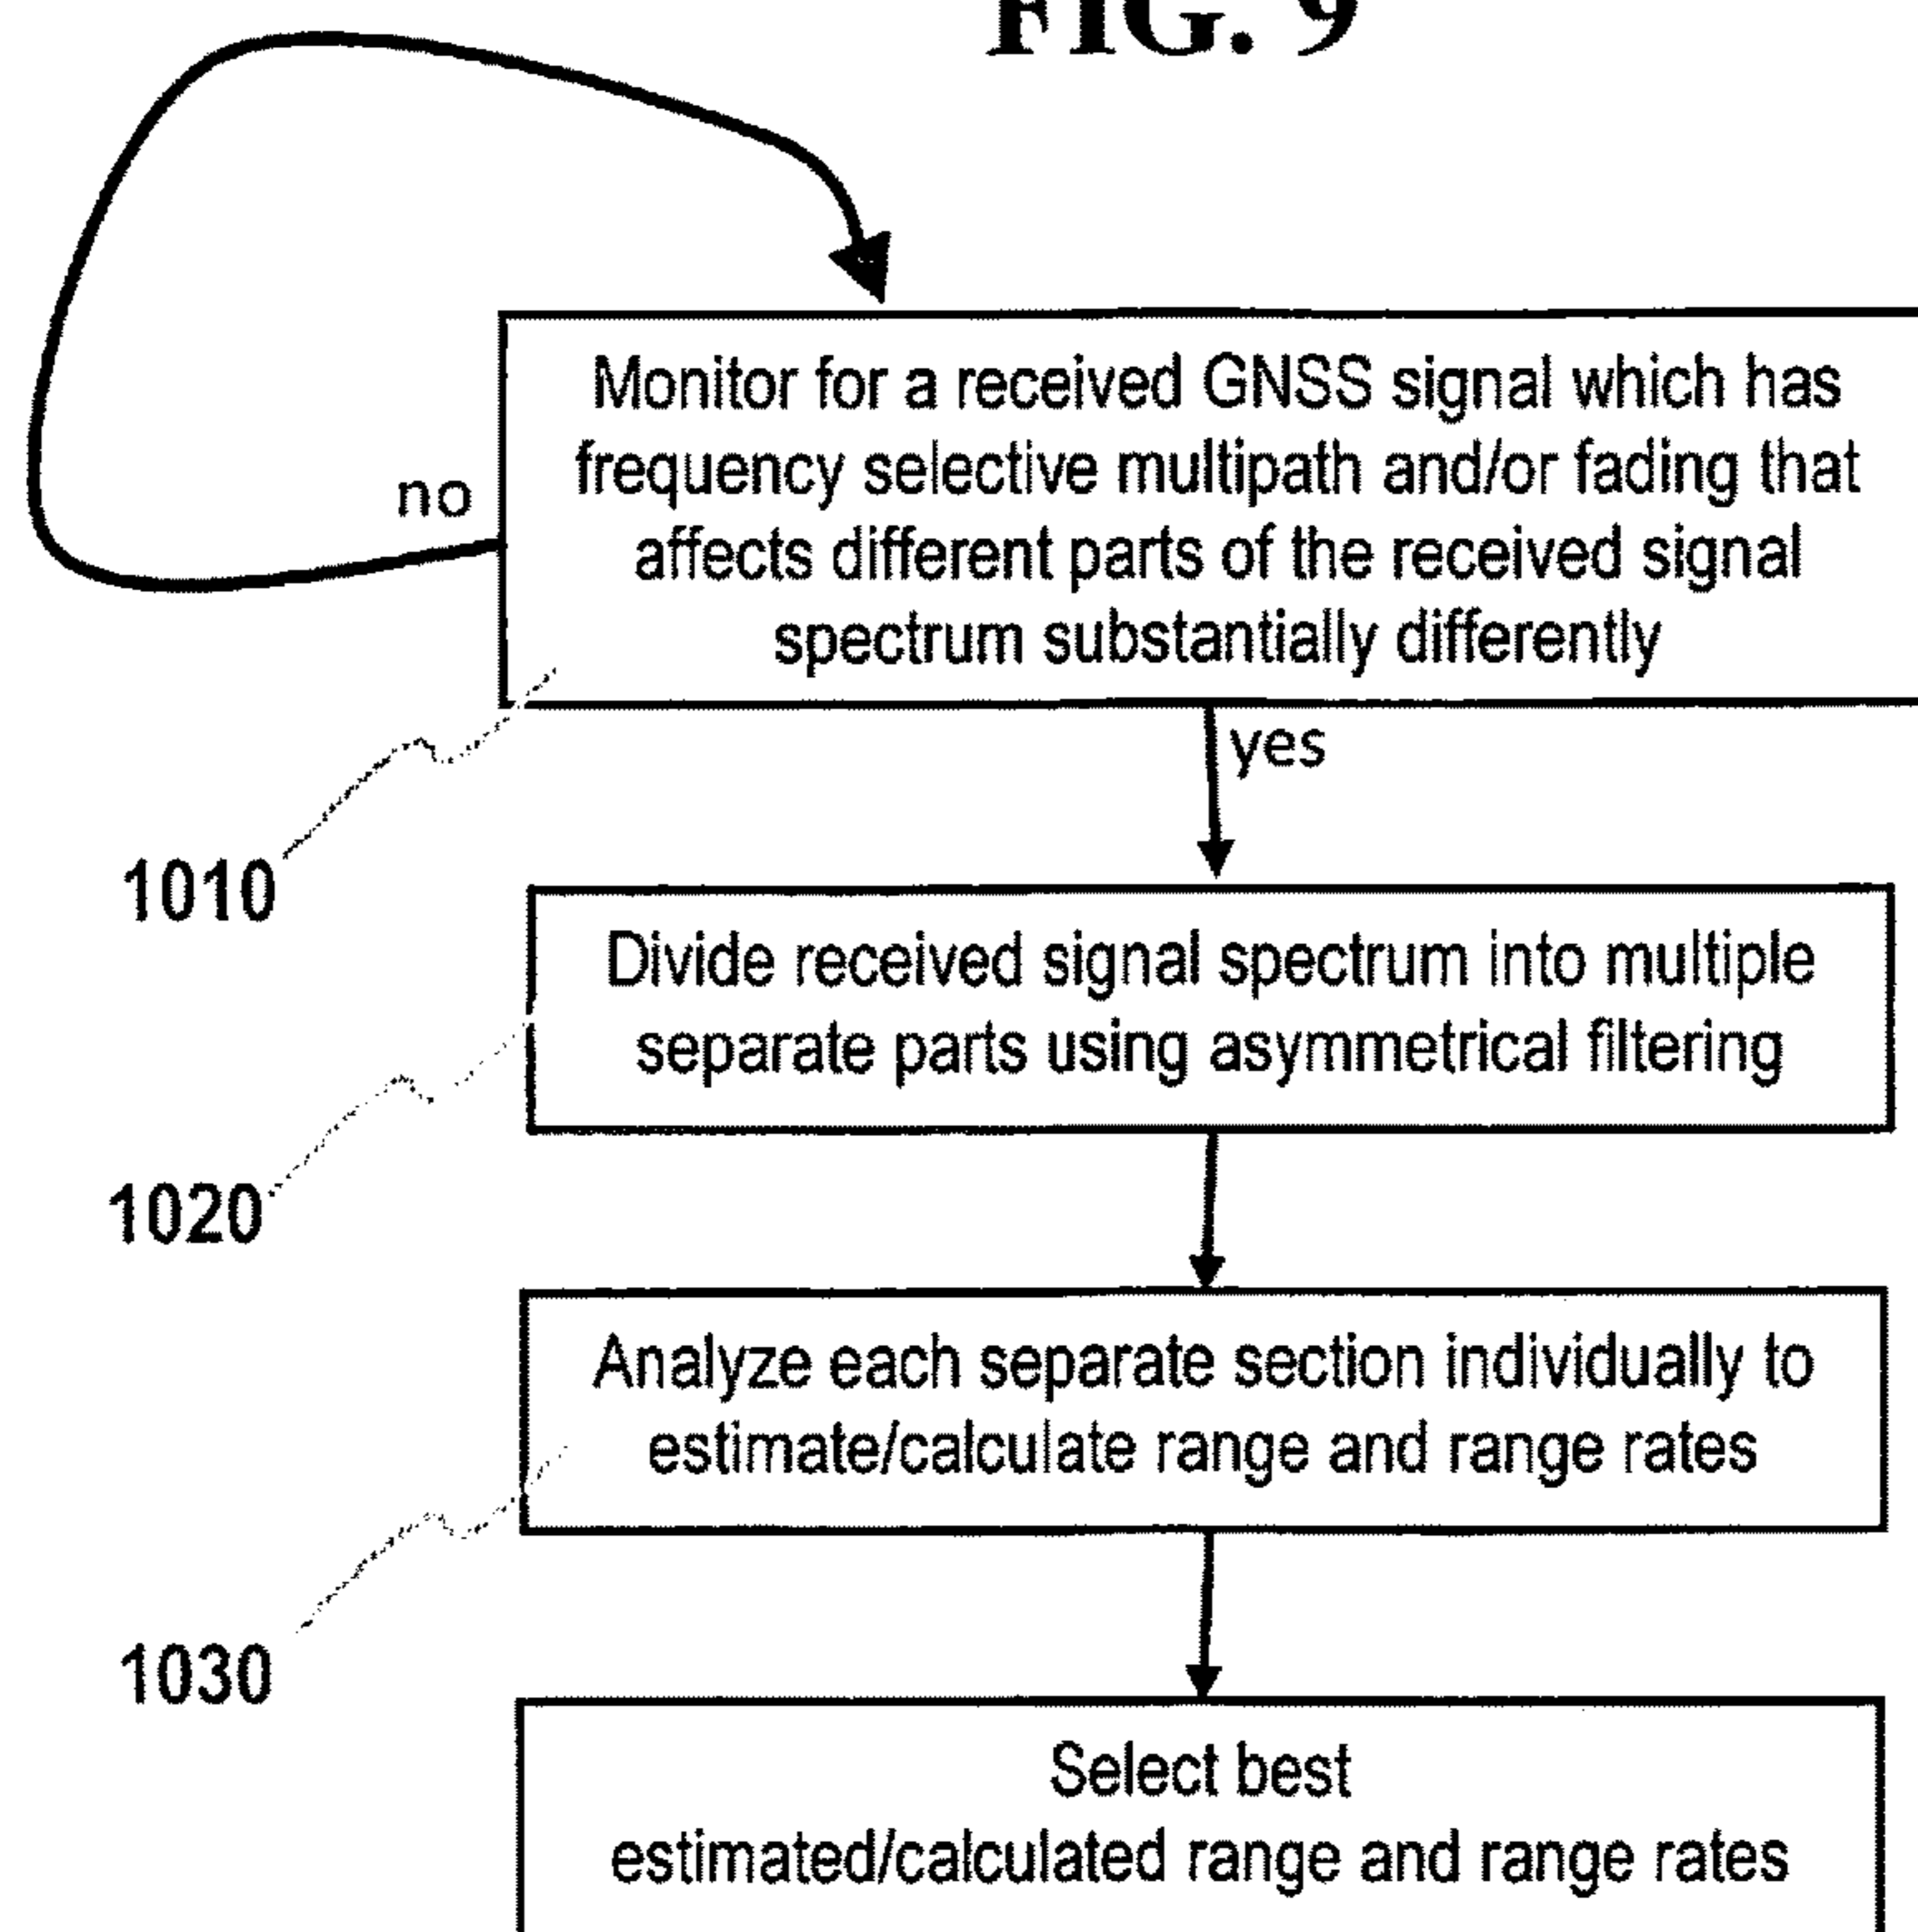 FIG. 9
Monitor for a received GNSS signal which has
frequency selective multipath and/or fading that
affects different parts of the received signal
spectrum substantially differently
no
yes
1010
Divide received signal spectrum into multiple
separate parts using asymmetrical filtering
1020
Analyze each separate section individually to
estimate/calculate range and range rates
1030
Select best
estimated/calculated range and range rates